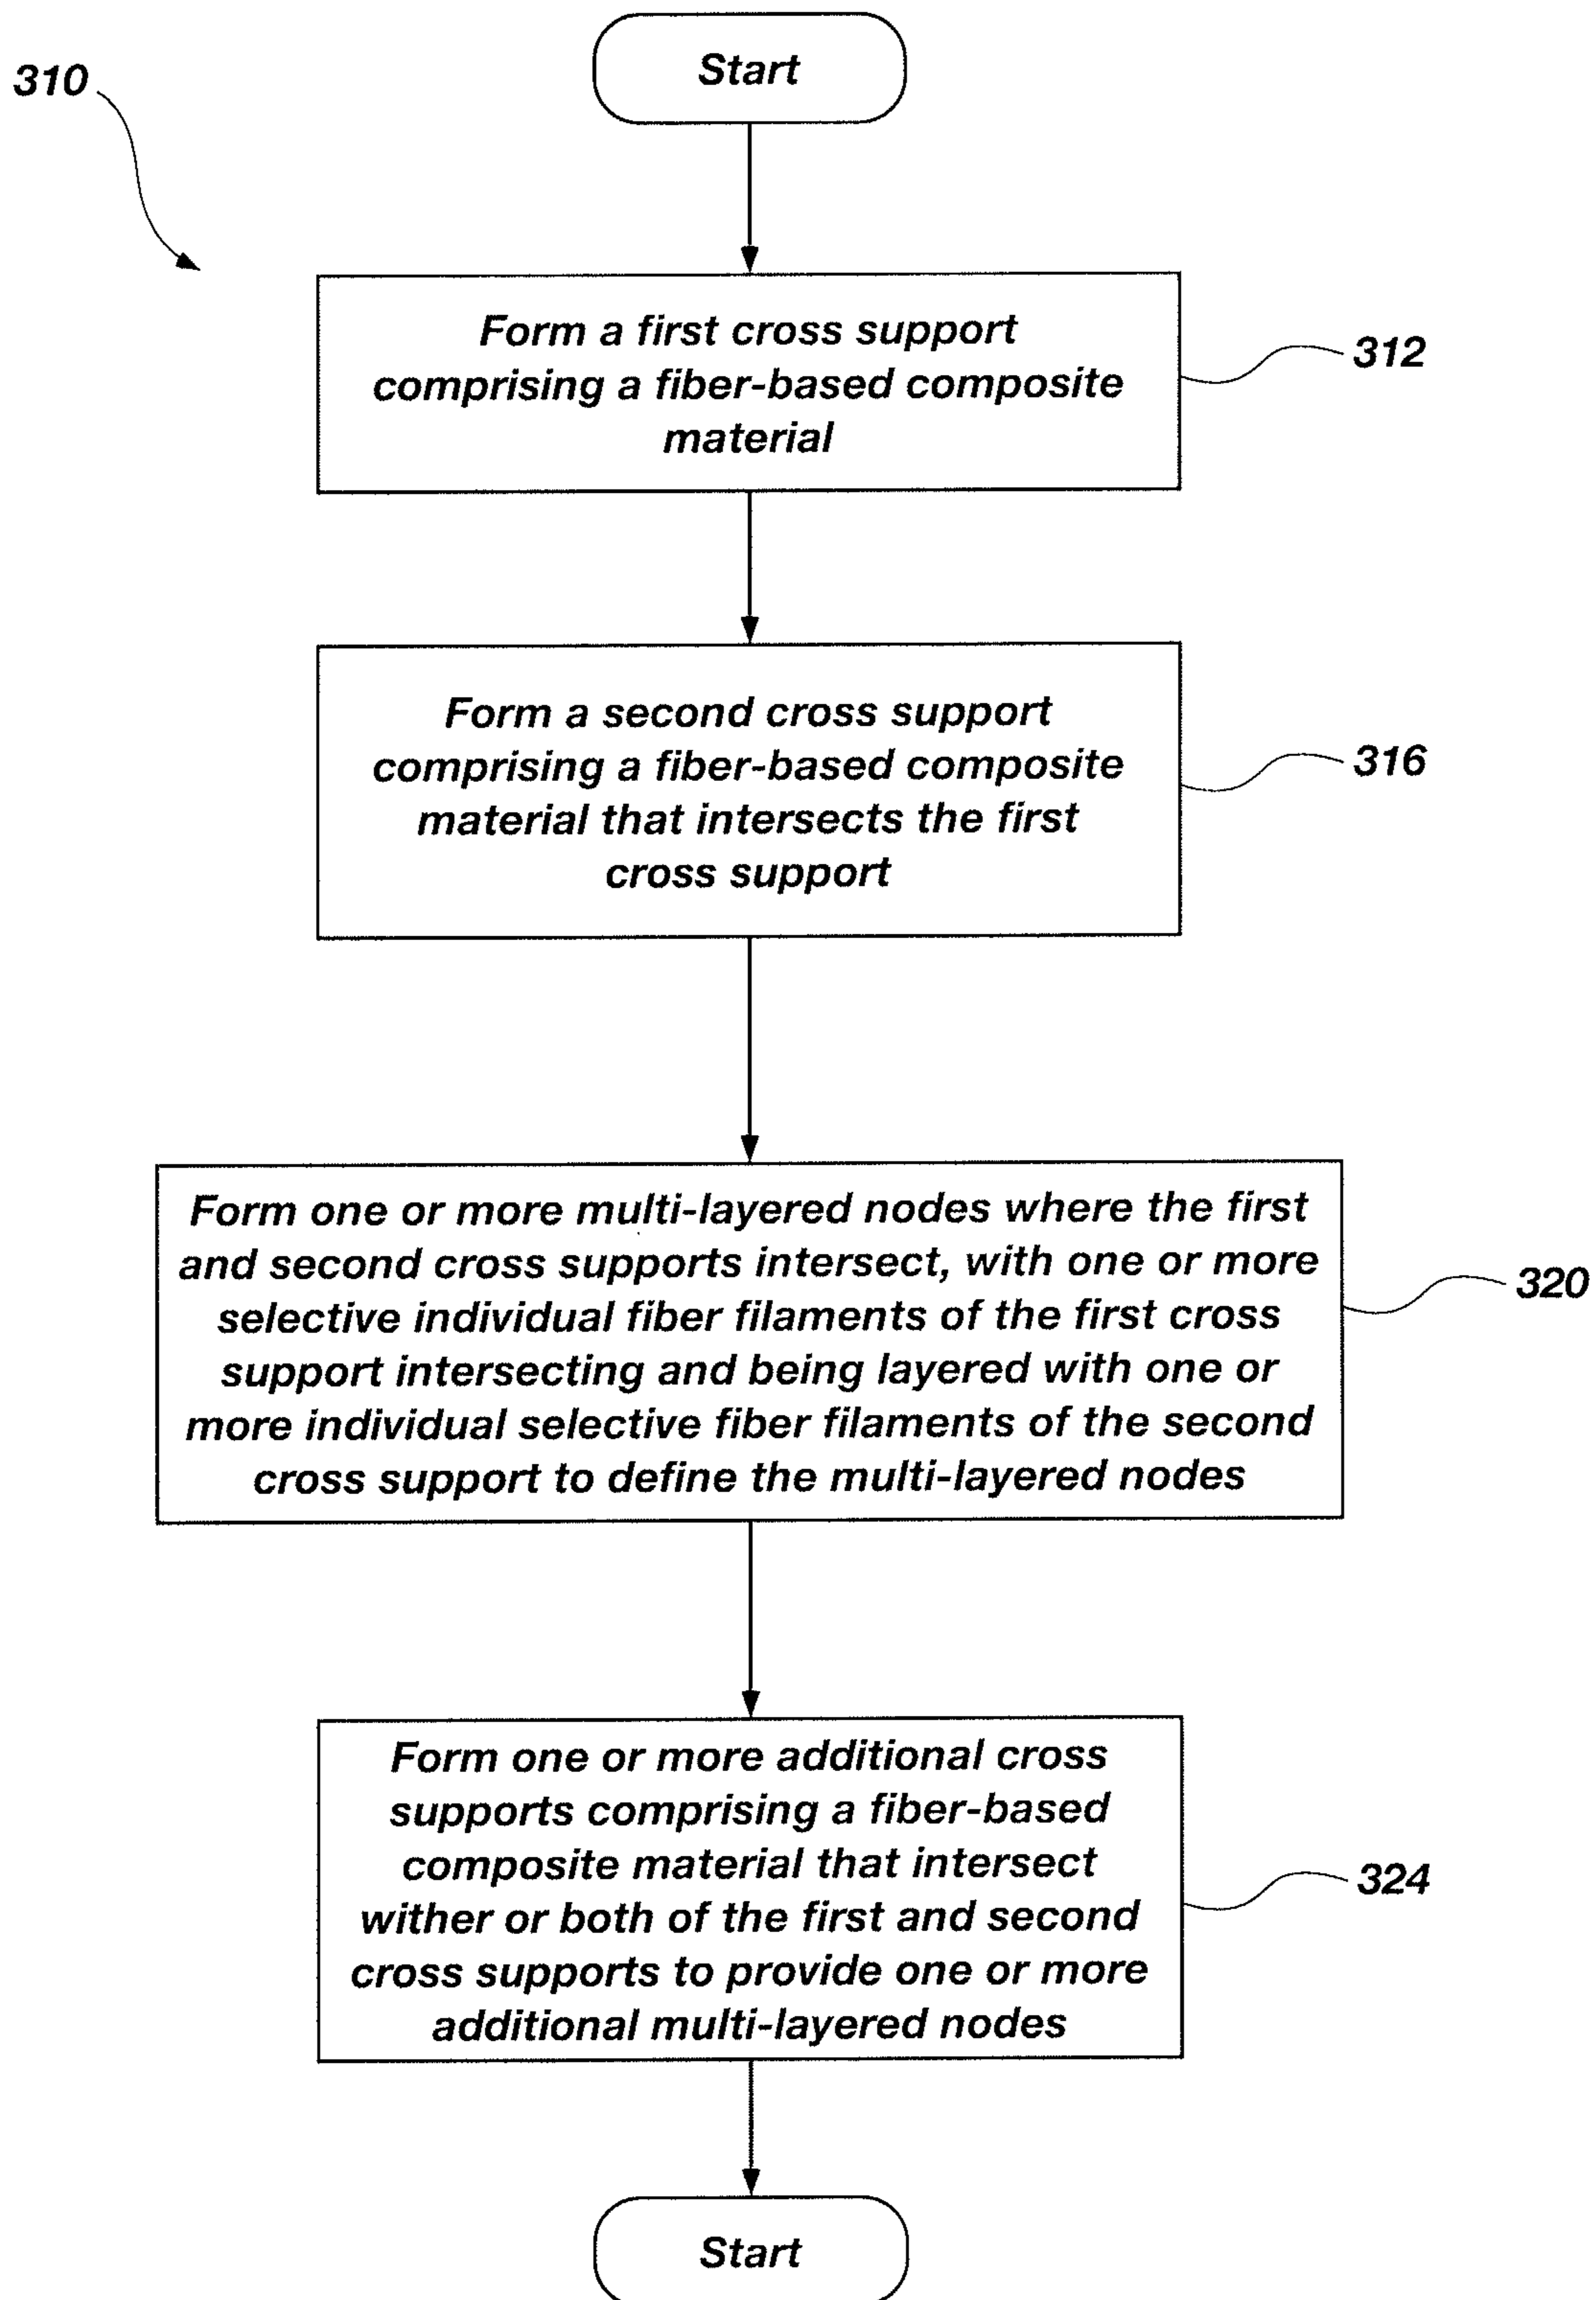 Start
310
Form a first cross support
comprising a fiber-based composite
material
312
Form a second cross support
comprising a fiber-based composite
material that intersects the first
cross support
316
Form one or more multi-layered nodes where the first
and second cross supports intersect, with one or more
selective individual fiber filaments of the first cross
support intersecting and being layered with one or
more individual selective fiber filaments of the second
cross support to define the multi-layered nodes
320
Form one or more additional cross
supports comprising a fiber-based
composite material that intersect
wither or both of the first and second
cross supports to provide one or more
additional multi-layered nodes
324
Start